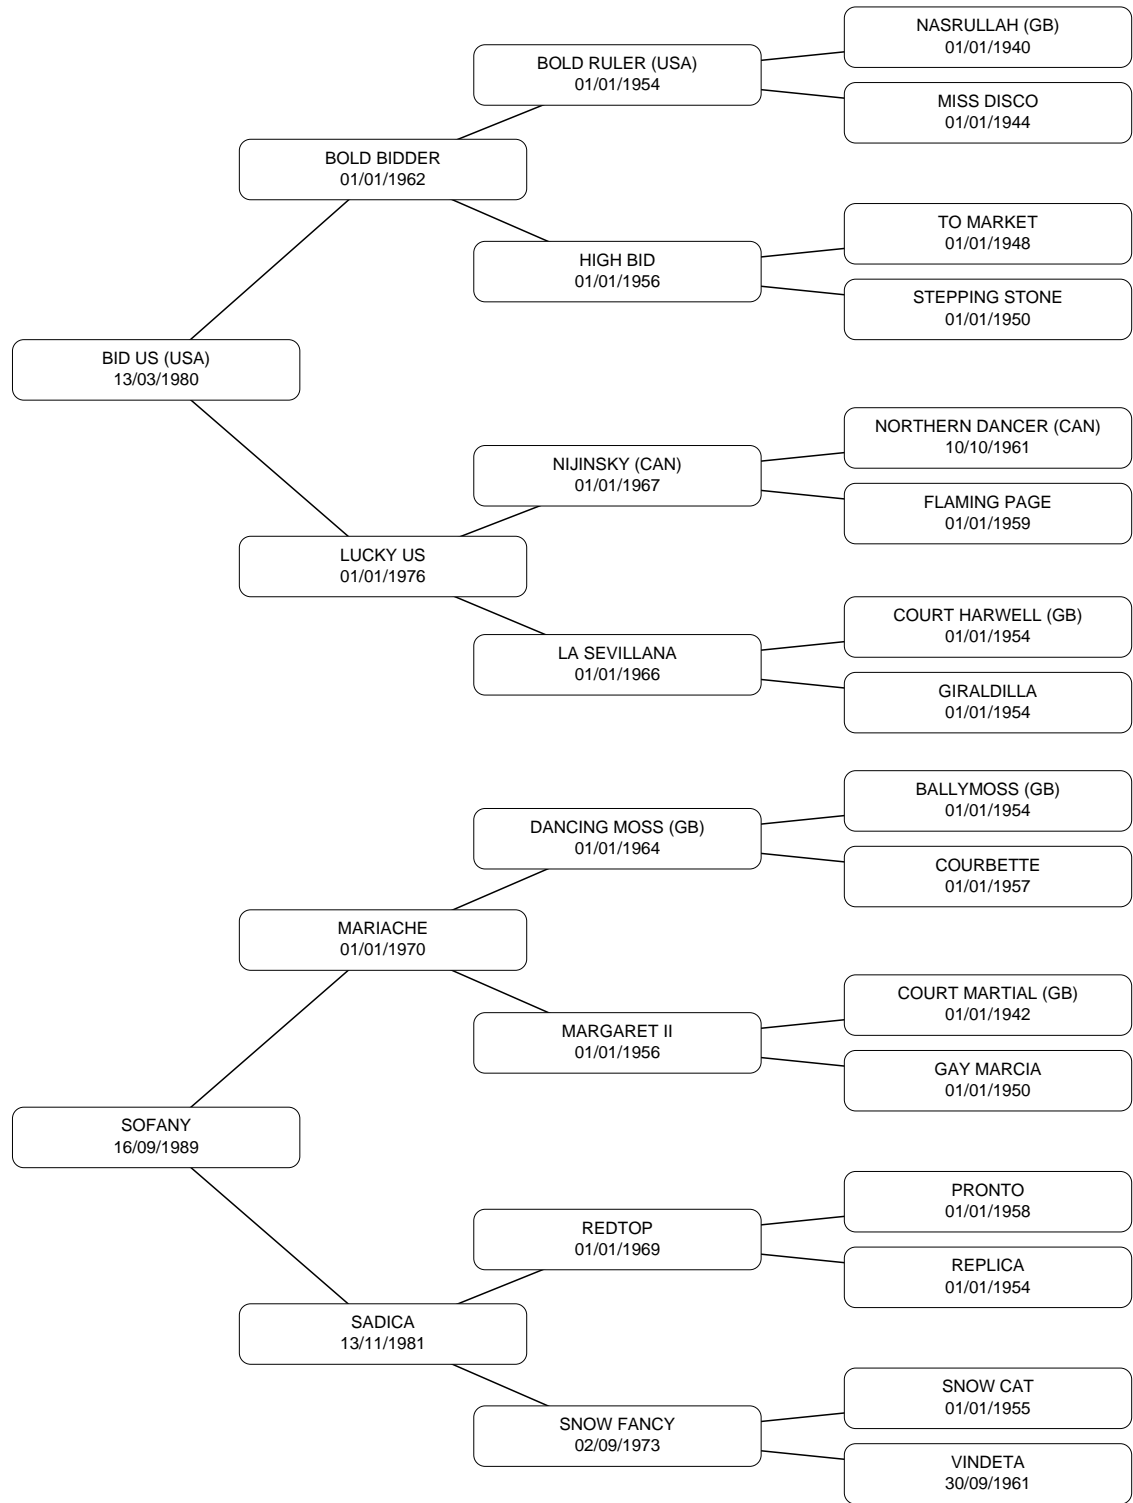 NASRULLAH (GB)
01/01/1940
BOLD RULER (USA)
01/01/1954
MISS DISCO
01/01/1944
BOLD BIDDER
01/01/1962
TO MARKET
01/01/1948
HIGH BID
01/01/1956
STEPPING STONE
01/01/1950
BID US (USA)
13/03/1980
NORTHERN DANCER (CAN)
10/10/1961
NIJINSKY (CAN)
01/01/1967
FLAMING PAGE
01/01/1959
LUCKY US
01/01/1976
COURT HARWELL (GB)
01/01/1954
LA SEVILLANA
01/01/1966
GIRALDILLA
01/01/1954
BALLYMOSS (GB)
01/01/1954
DANCING MOSS (GB)
01/01/1964
COURBETTE
01/01/1957
MARIACHE
01/01/1970
COURT MARTIAL (GB)
01/01/1942
MARGARET II
01/01/1956
GAY MARCIA
01/01/1950
SOFANY
16/09/1989
PRONTO
01/01/1958
REDTOP
01/01/1969
REPLICA
01/01/1954
SADICA
13/11/1981
SNOW CAT
01/01/1955
SNOW FANCY
02/09/1973
VINDETA
30/09/1961